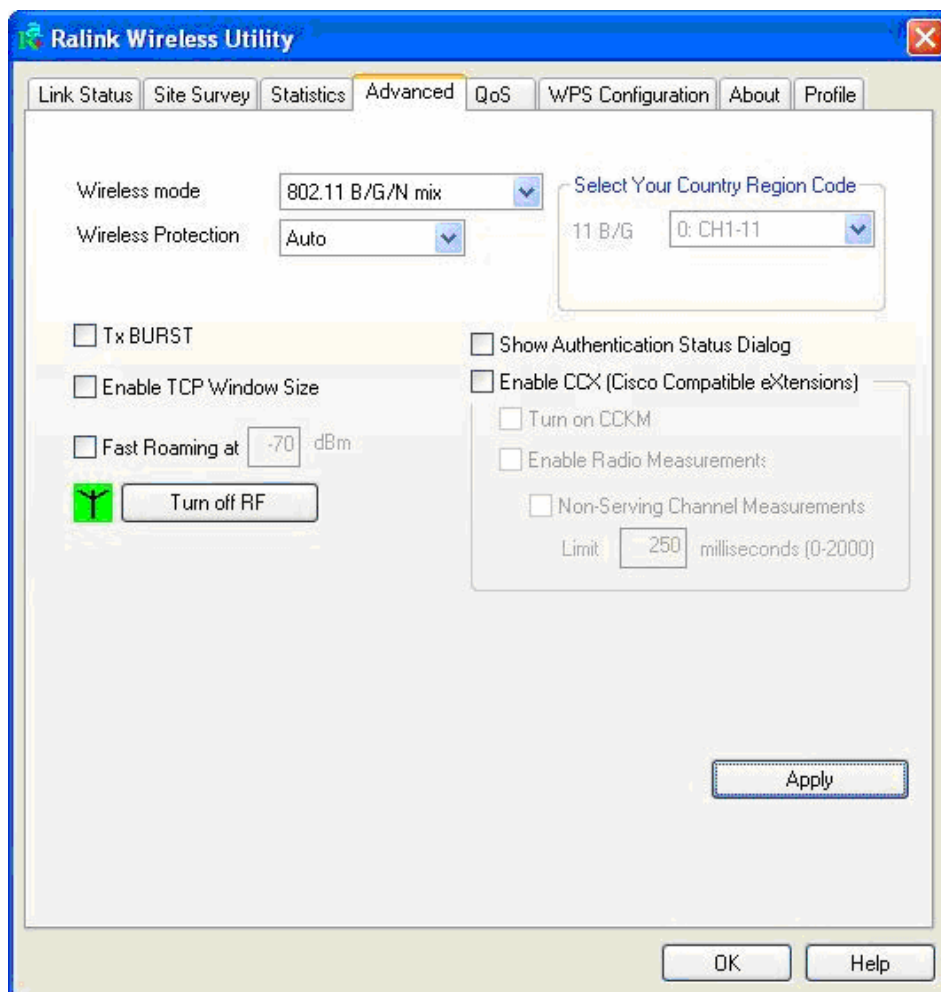 Ralink Wireless Utility
Link Status Site Survey Statistics Advanced QoS WPS Configuration About Profile
Wireless mode 802.11 B/G/N mix
Select Your Country Region Code
Wireless Protection Auto
11 B/G 0: CH1-11
Tx BURST
Show Authentication Status Dialog
Enable TCP Window Size
Enable CCX (Cisco Compatible eXtensions)
Turn on CCKM
Fast Roaming at -70 dBm
Enable Radio Measurements
Turn off RF
Non-Serving Channel Measurements
Limit 250 milliseconds (0-2000)
Apply
OK Help